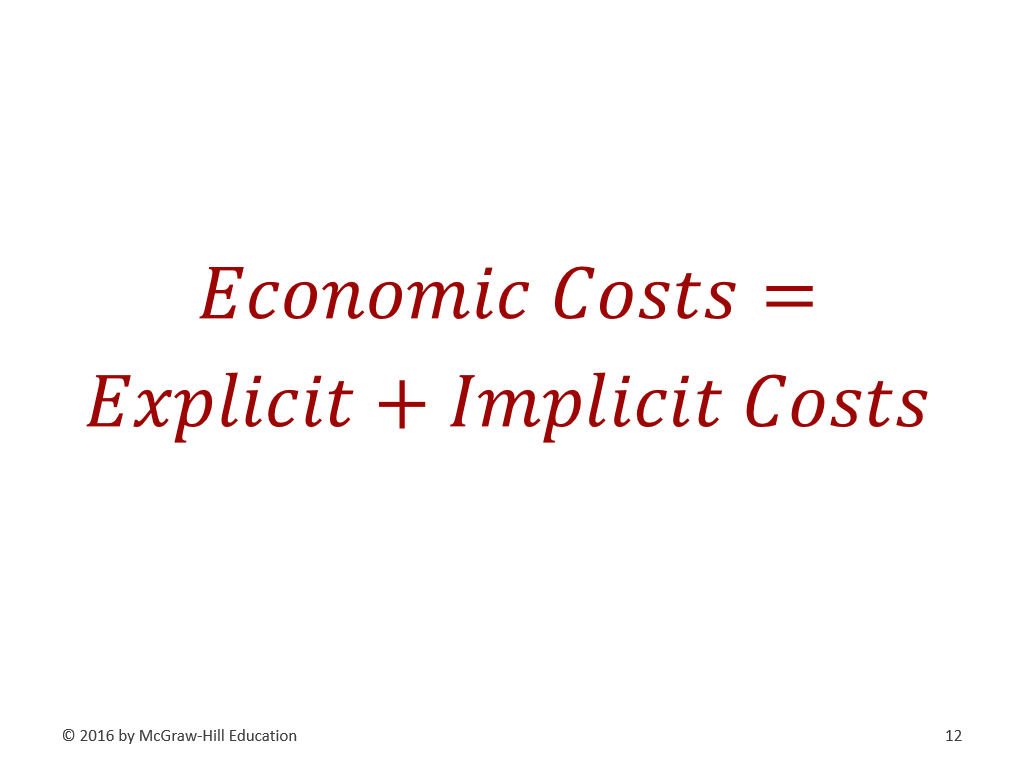 Economic Costs =
Explicit + Implicit Costs
© 2016 by McGraw-Hill Education
12